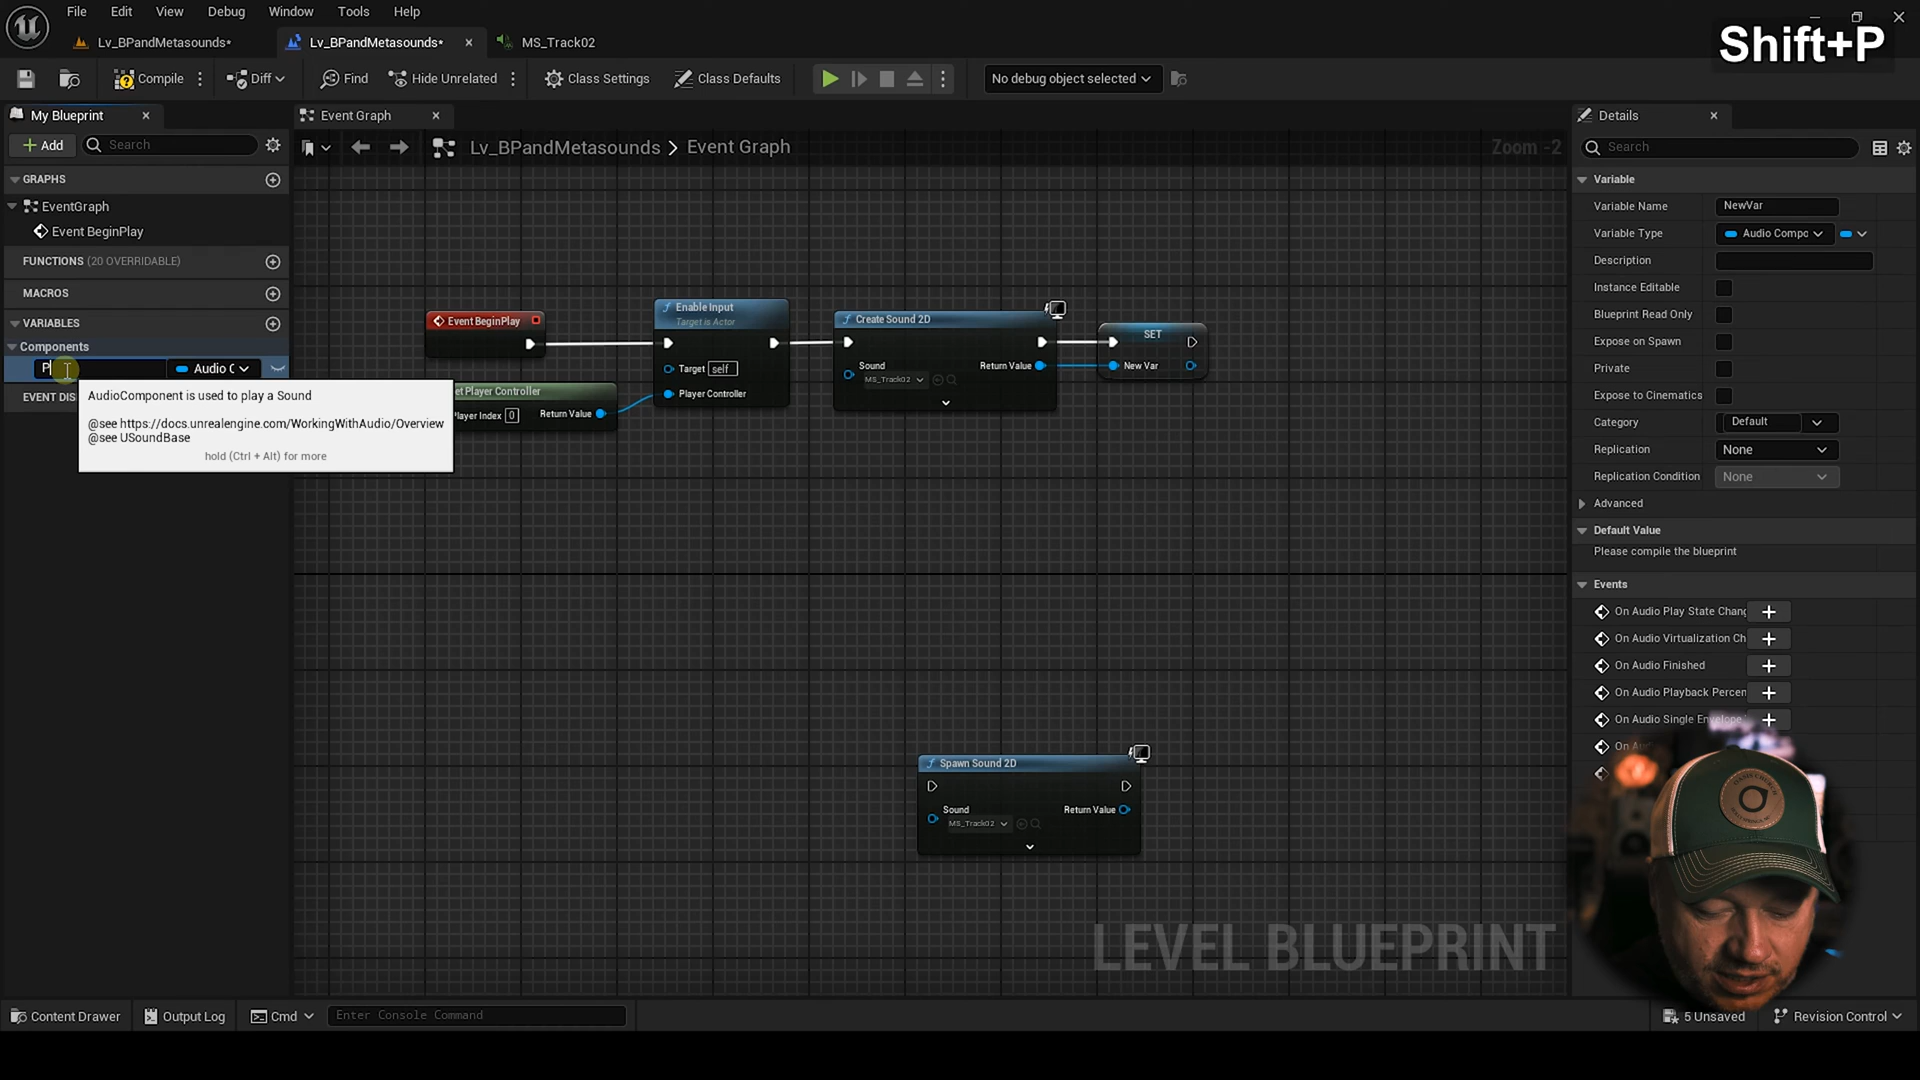 File Edit View Debug Window Tools Help
Shift+P
Lv_BPandMetasounds*
Lv_BPandMetasounds*
MS_Track02
Compile
Diff
Find
Hide Unrelated
Class Settings
Class Defaults
No debug object selected
My Blueprint
Event Graph
Details
Add
Search
Lv_BPandMetasounds > Event Graph
Zoom -2
Search
GRAPHS
EventGraph
Event BeginPlay
FUNCTIONS (20 OVERRIDABLE)
MACROS
VARIABLES
Components
P
Audio C
EVENT DIS
AudioComponent is used to play a Sound
@see https://docs.unrealengine.com/WorkingWithAudio/Overview
@see USoundBase
hold (Ctrl + Alt) for more
Event BeginPlay
Player Index 0
Return Value
Enable Input
Target is Actor
Target self
Player Controller
Create Sound 2D
Sound
MS_Track02
Return Value
SET
New Var
Spawn Sound 2D
Sound
MS_Track02
Return Value
LEVEL BLUEPRINT
Variable
Variable Name NewVar
Variable Type Audio Compo
Description
Instance Editable
Blueprint Read Only
Expose on Spawn
Private
Expose to Cinematics
Category Default
Replication None
Replication Condition None
Advanced
Default Value
Please compile the blueprint
Events
On Audio Play State Chang
On Audio Virtualization Ch
On Audio Finished
On Audio Playback Percen
On Audio Single Envelope
Content Drawer
Output Log
Cmd
Enter Console Command
5 Unsaved
Revision Control